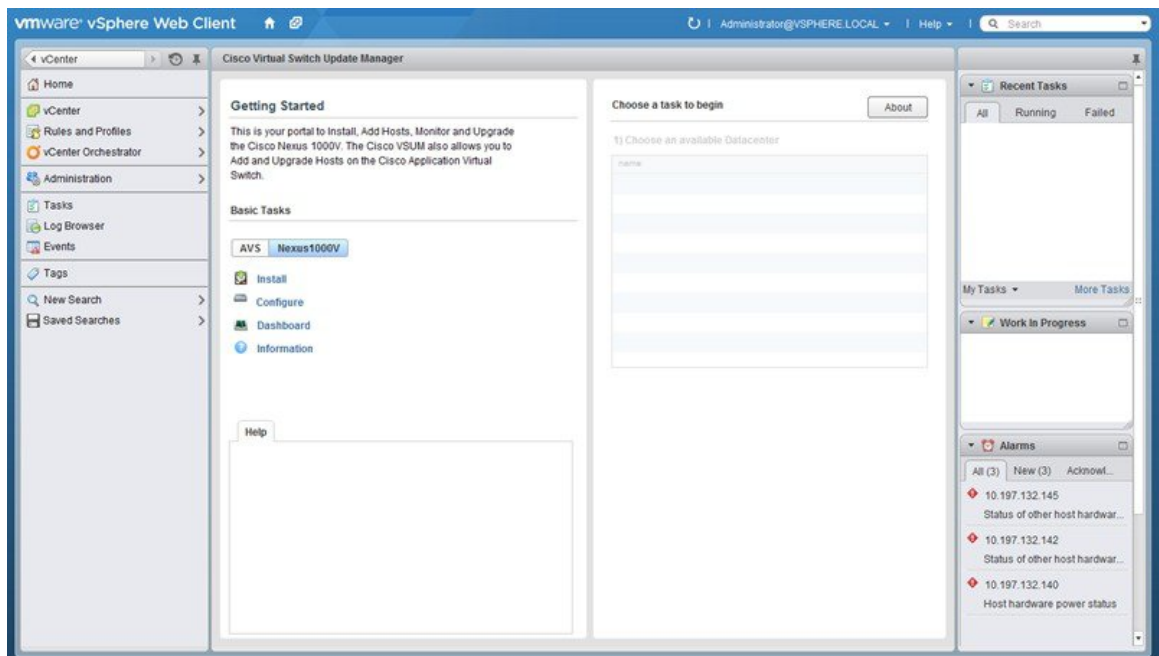 vmware® vSphere Web Client
Administrator@VSPHERE.LOCAL
Help
Search
vCenter
Home
vCenter
Rules and Profiles
vCenter Orchestrator
Administration
Tasks
Log Browser
Events
Tags
New Search
Saved Searches
Cisco Virtual Switch Update Manager
Getting Started
This is your portal to Install, Add Hosts, Monitor and Upgrade
the Cisco Nexus 1000V. The Cisco VSUM also allows you to
Add and Upgrade Hosts on the Cisco Application Virtual
Switch.
Basic Tasks
AVS Nexus1000V
Install
Configure
Dashboard
Information
Help
Choose a task to begin
About
1) Choose an available Datacenter
name
Recent Tasks
All Running Failed
My Tasks More Tasks
Work In Progress
Alarms
All (3) New (3) Acknowl...
10.197.132.145
Status of other host hardwar...
10.197.132.142
Status of other host hardwar...
10.197.132.140
Host hardware power status